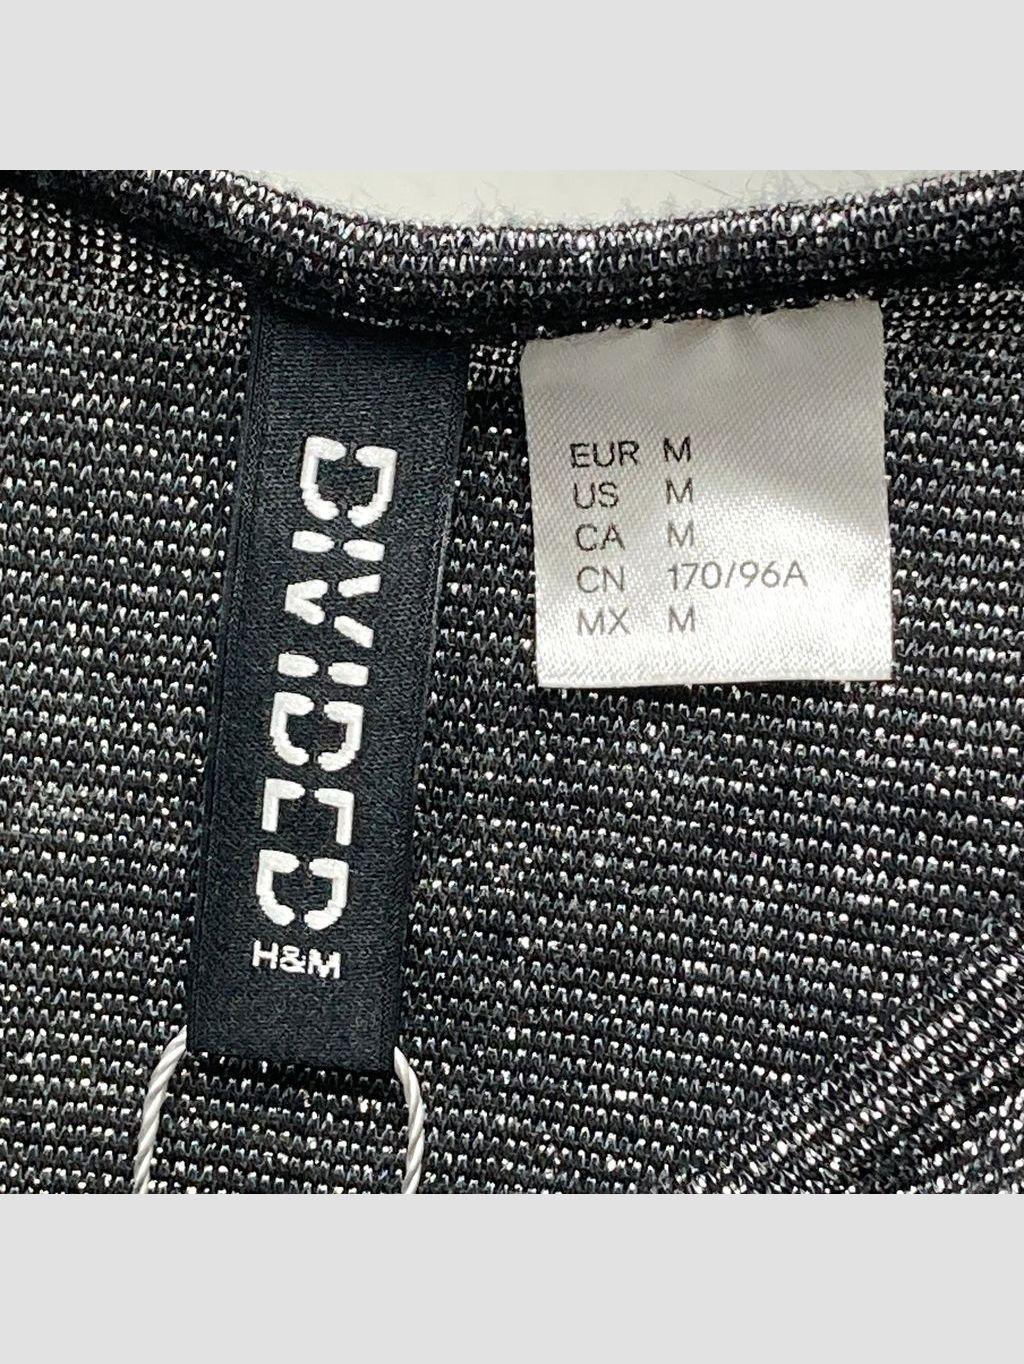 DIVIDED
H&M
EUR M
US M
CA M
CN 170/96A
MX M